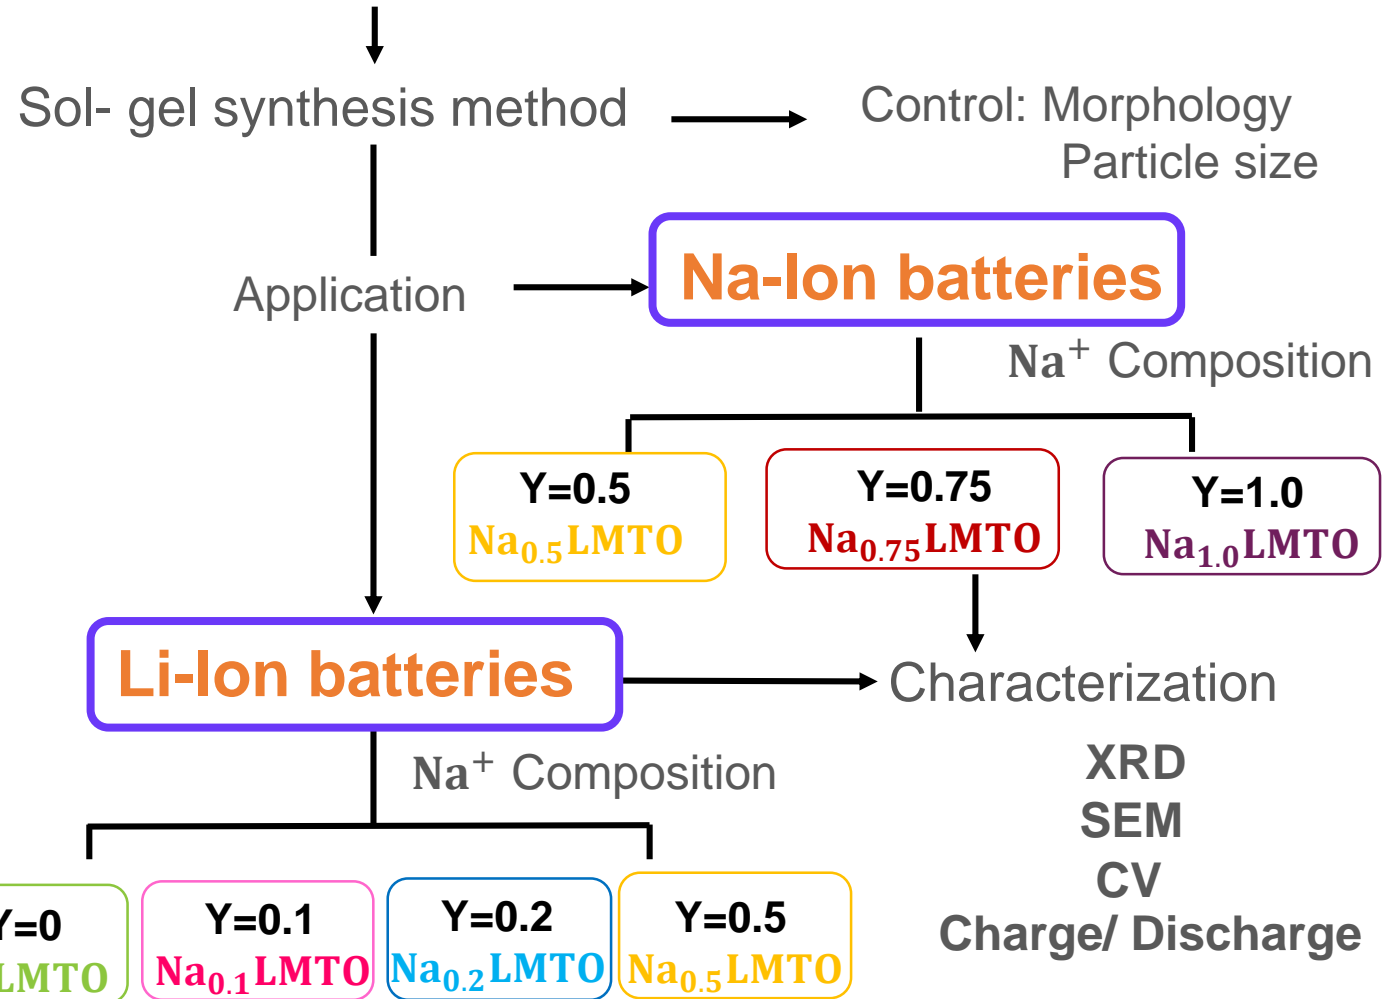 Sol- gel synthesis method
Control: Morphology
Particle size
Application
Na-Ion batteries
Na⁺ Composition
Y=0.5
Na₀.₅LMTO
Y=0.75
Na₀.₇₅LMTO
Y=1.0
Na₁.₀LMTO
Li-Ion batteries
Characterization
Na⁺ Composition
XRD
SEM
CV
Charge/ Discharge
Y=0
LMTO
Y=0.1
Na₀.₁LMTO
Y=0.2
Na₀.₂LMTO
Y=0.5
Na₀.₅LMTO